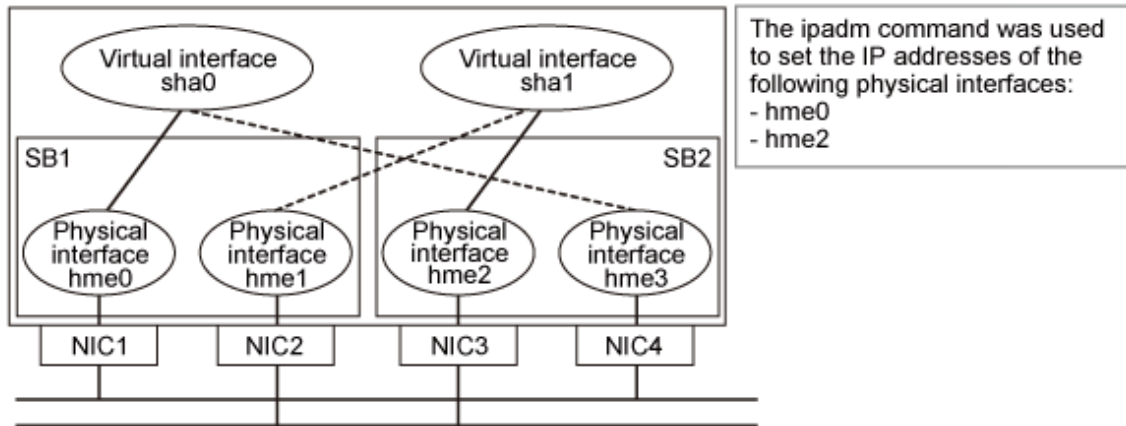 Virtual interface
sha0
Virtual interface
sha1
The ipadm command was used
to set the IP addresses of the
following physical interfaces:
- hme0
- hme2
SB1
SB2
Physical
interface
hme0
Physical
interface
hme1
Physical
interface
hme2
Physical
interface
hme3
NIC1
NIC2
NIC3
NIC4